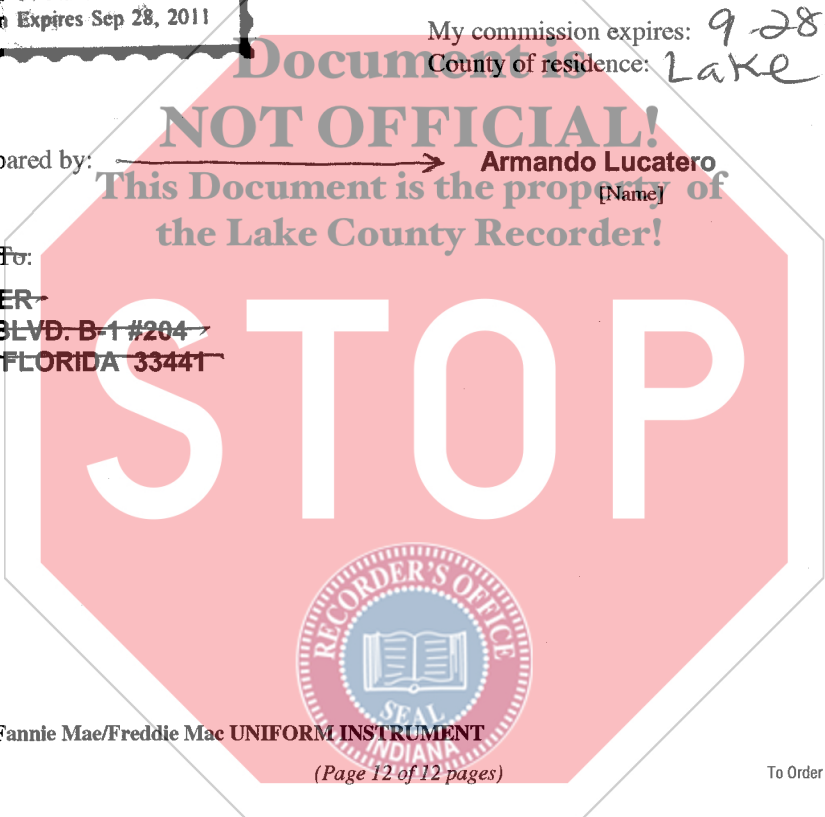 Expires Sep 28, 2011
My commission expires: 9-28
County of residence: Lake
Document is
NOT OFFICIAL!
This Document is the property of
the Lake County Recorder!
pared by:
Armando Lucatero
[Name]
To:
ER
BLVD. B-1 #204
FLORIDA 33441
STOP
RECORDER'S OFFICE
SEAL
INDIANA
Fannie Mae/Freddie Mac UNIFORM INSTRUMENT
(Page 12 of 12 pages)
To Order